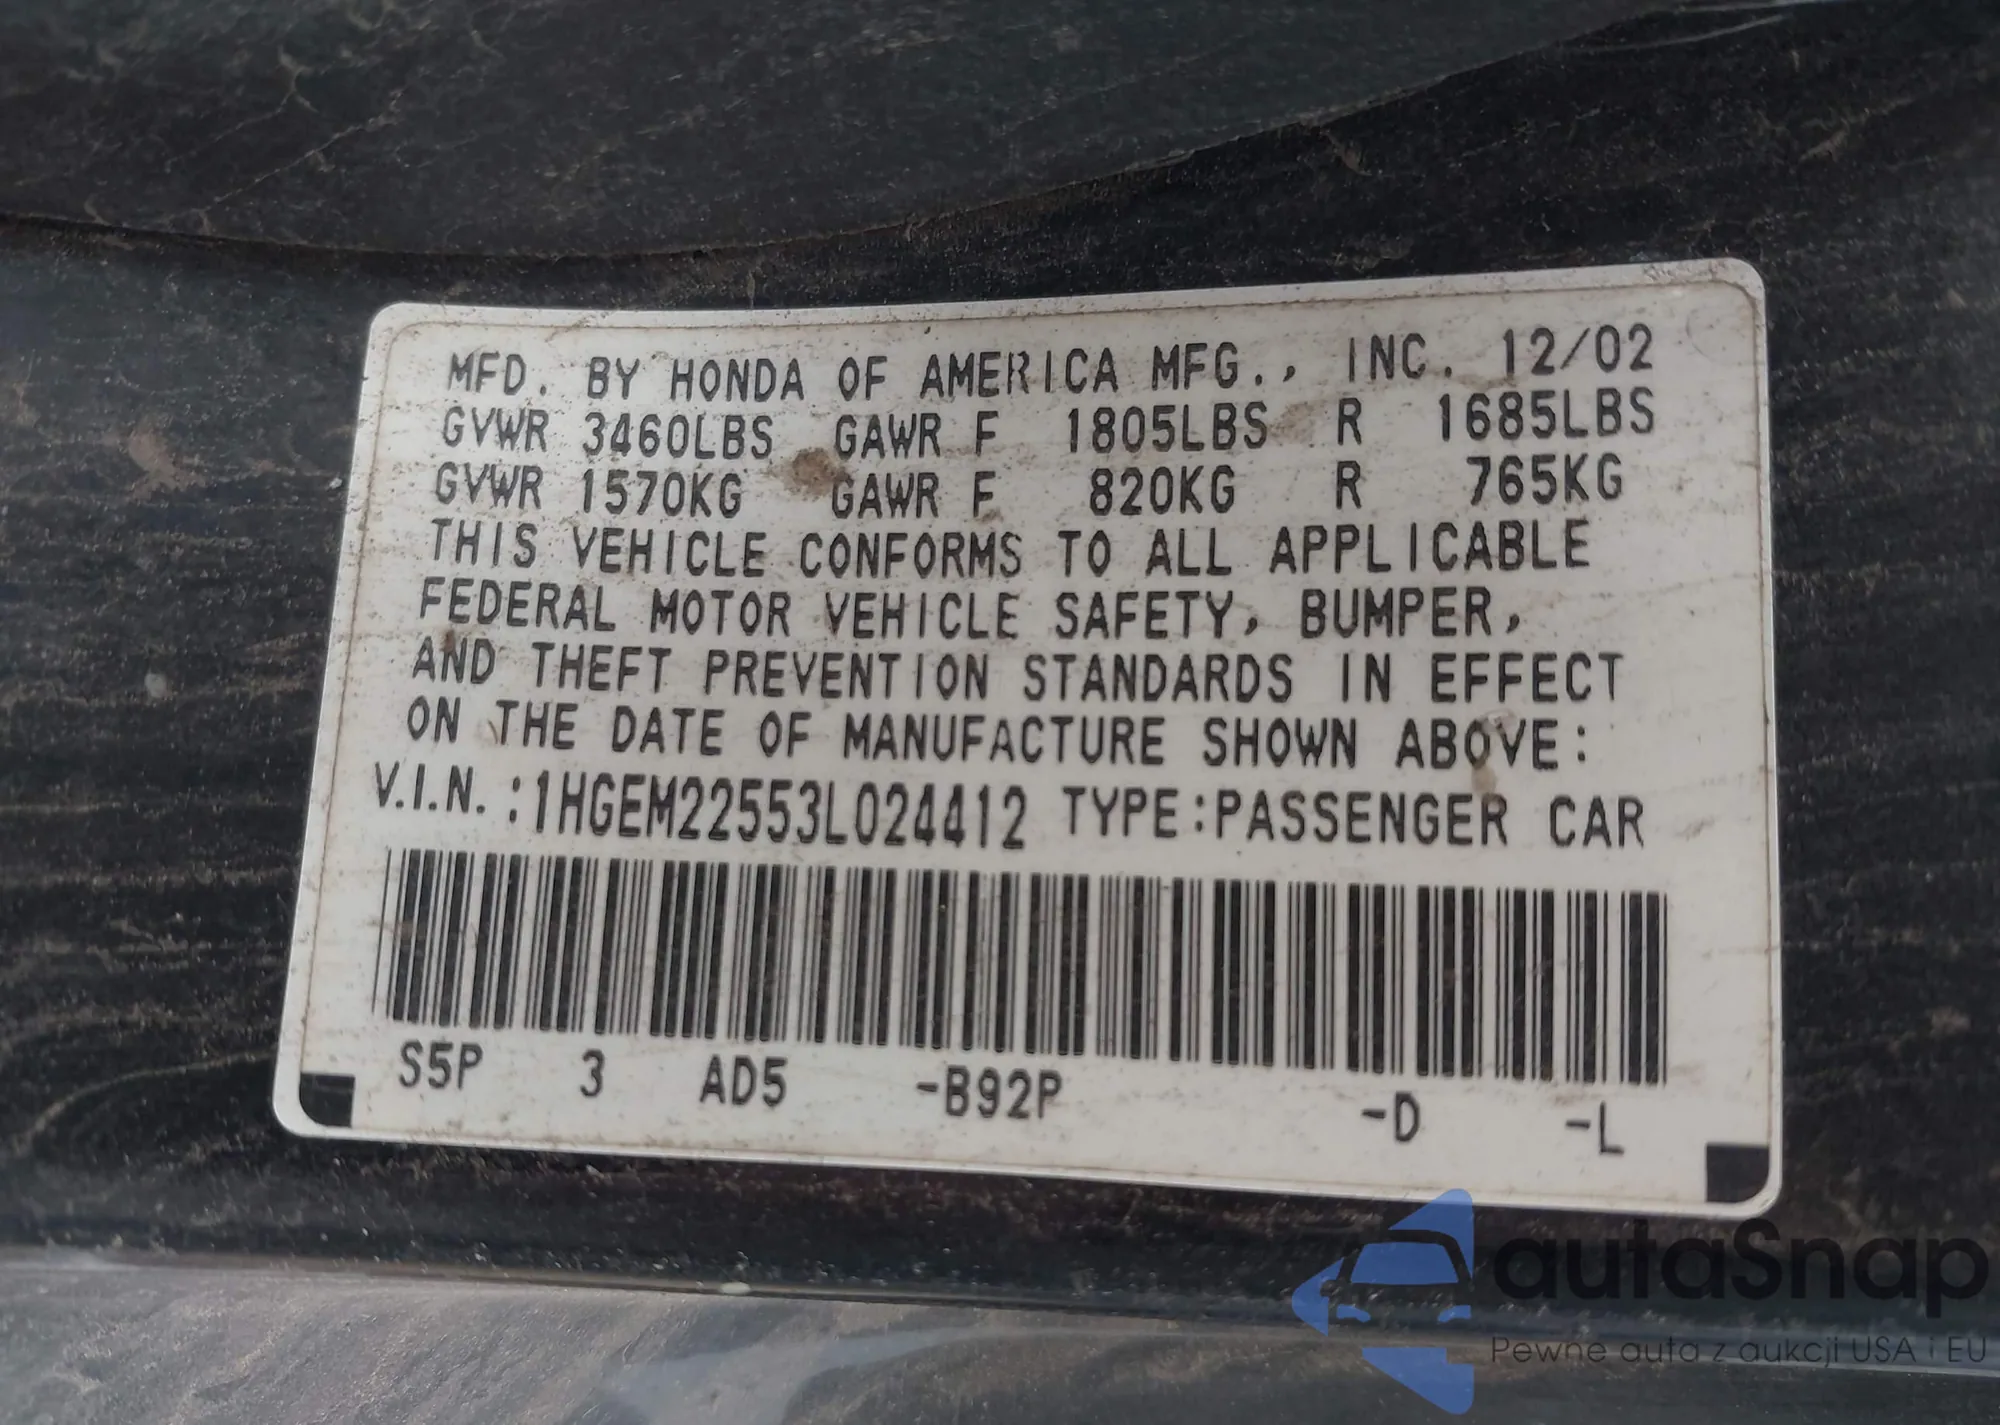 MFD. BY HONDA OF AMERICA MFG., INC. 12/02
GVWR 3460LBS GAWR F 1805LBS R 1685LBS
GVWR 1570KG GAWR F 820KG R 765KG
THIS VEHICLE CONFORMS TO ALL APPLICABLE
FEDERAL MOTOR VEHICLE SAFETY, BUMPER,
AND THEFT PREVENTION STANDARDS IN EFFECT
ON THE DATE OF MANUFACTURE SHOWN ABOVE:
V.I.N.:1HGEM22553L024412 TYPE:PASSENGER CAR
S5P 3 AD5 -B92P -D -L
autaSnap
Pewne auta z aukcji USA i EU